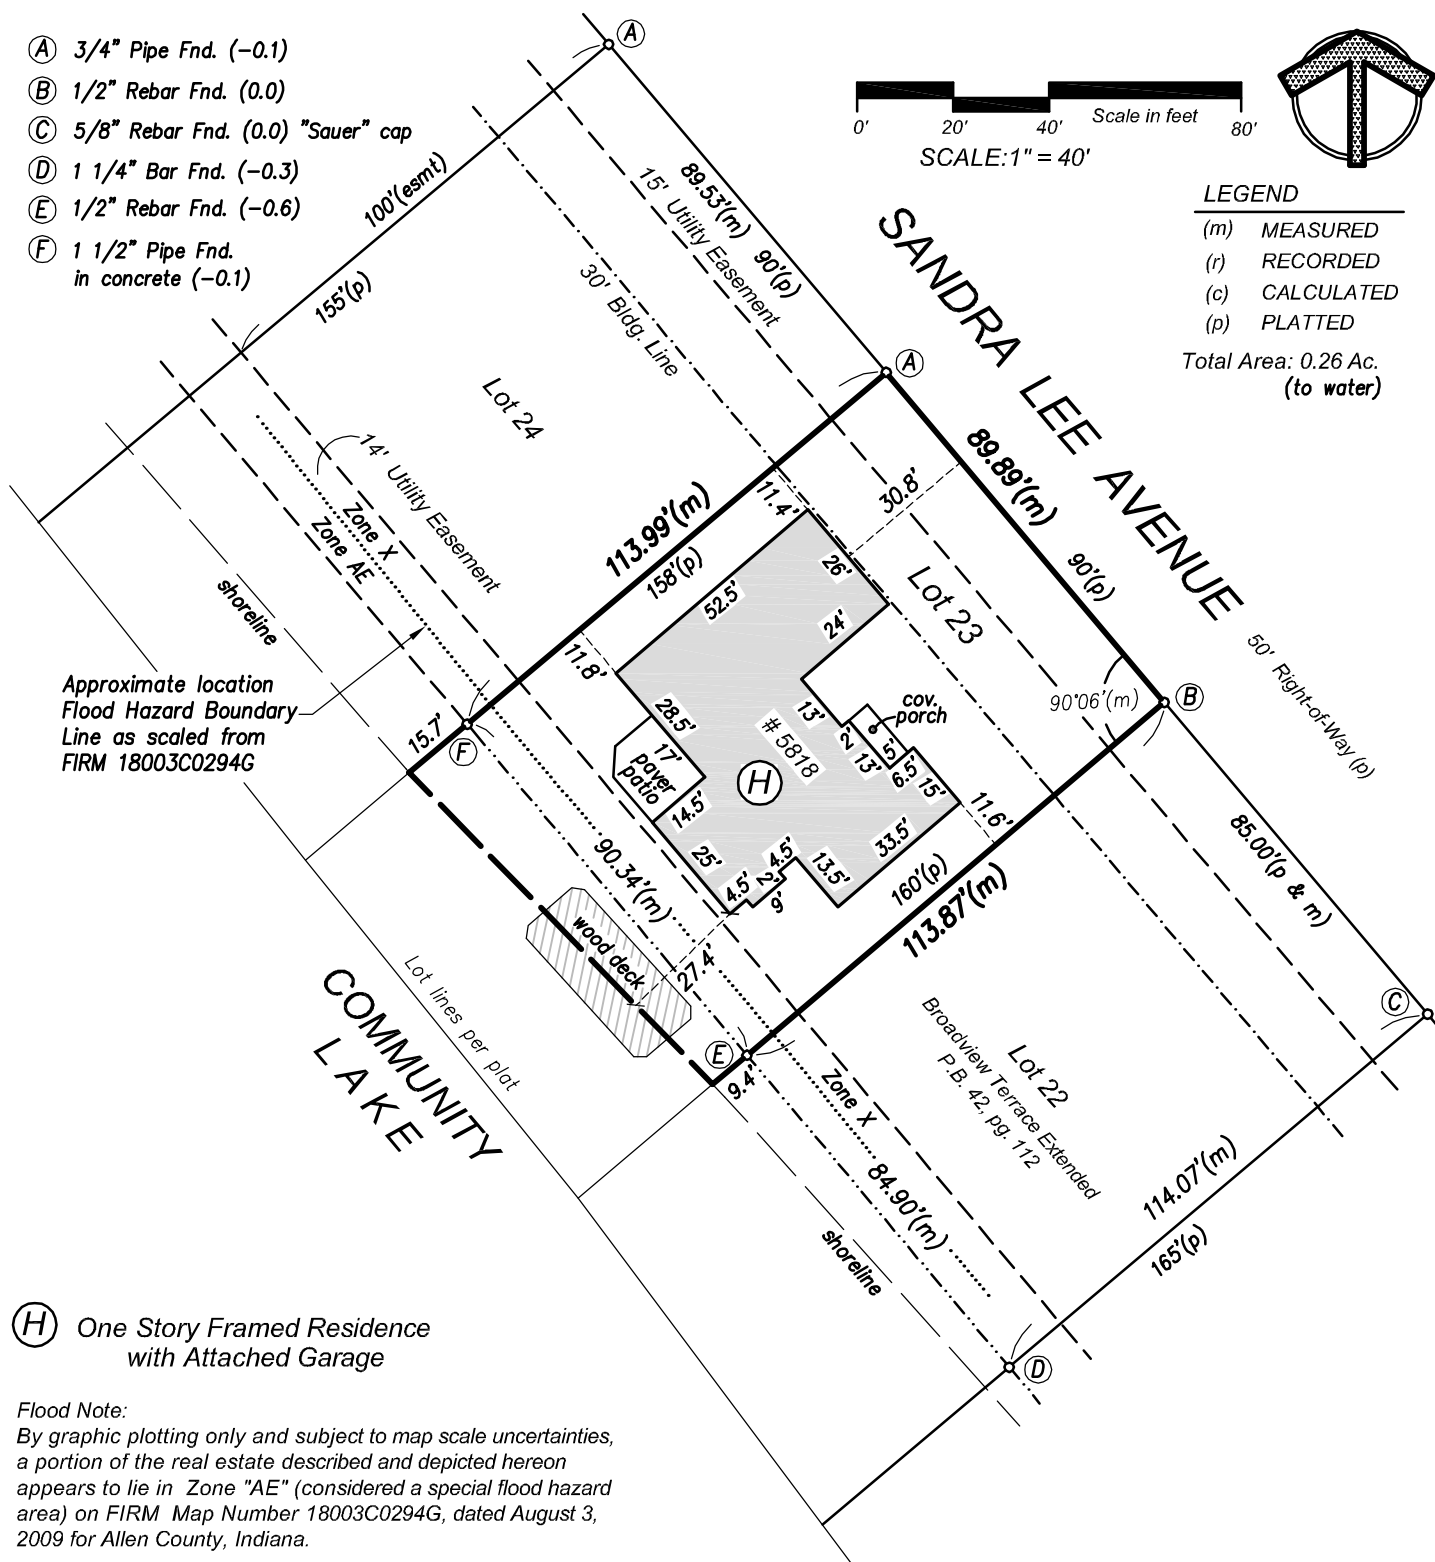 A 3/4" Pipe Fnd. (-0.1)
B 1/2" Rebar Fnd. (0.0)
C 5/8" Rebar Fnd. (0.0) "Sauer" cap
D 1 1/4" Bar Fnd. (-0.3)
E 1/2" Rebar Fnd. (-0.6)
F 1 1/2" Pipe Fnd.
in concrete (-0.1)
A
0' 20' 40' 80'
Scale in feet
SCALE:1" = 40'
LEGEND
(m) MEASURED
(r) RECORDED
(c) CALCULATED
(p) PLATTED
Total Area: 0.26 Ac.
(to water)
100'(esmt)
155'(p)
89.53'(m) 90'(p)
15' Utility Easement
30' Bldg. Line
SANDRA LEE AVENUE
50' Right-of-Way (p)
A
Lot 24
14' Utility Easement
Zone X
Zone AE
shoreline
Approximate location
Flood Hazard Boundary
Line as scaled from
FIRM 18003C0294G
113.99'(m)
158'(p)
11.4'
30.8'
89.89'(m)
90'(p)
26'
52.5'
24'
Lot 23
11.8'
28.5'
17'
paver
patio
14.5'
25'
13'
2'
13'
5'
6.5'
15'
cov.
porch
# 5818
H
90°06'(m)
B
15.7'
F
11.6'
33.5'
13.5'
4.5'
2'
9'
4.5'
160'(p)
113.87'(m)
90.34'(m)
27.4'
wood deck
85.00'(p & m)
C
COMMUNITY
LAKE
Lot lines per plat
E
9.4'
Zone X
Lot 22
Broadview Terrace Extended
P.B. 42, pg. 112
84.90'(m)
114.07'(m)
165'(p)
shoreline
D
H One Story Framed Residence
with Attached Garage
Flood Note:
By graphic plotting only and subject to map scale uncertainties,
a portion of the real estate described and depicted hereon
appears to lie in Zone "AE" (considered a special flood hazard
area) on FIRM Map Number 18003C0294G, dated August 3,
2009 for Allen County, Indiana.